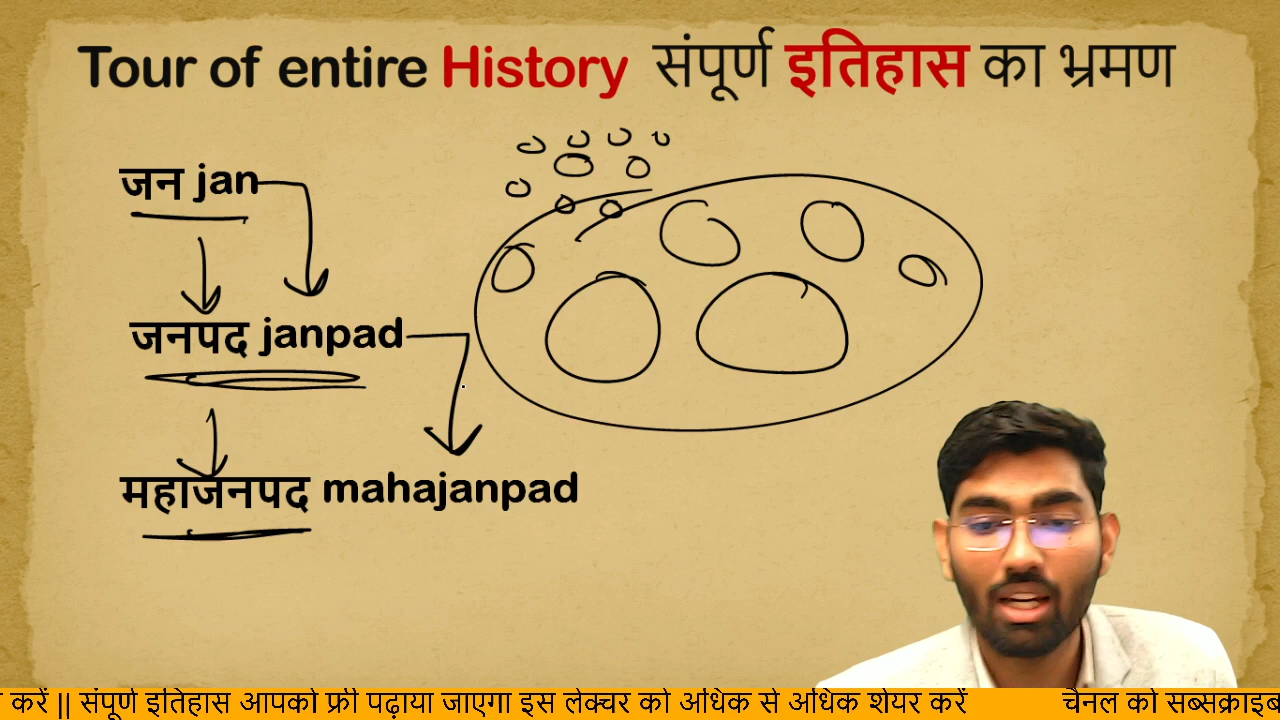 Tour of entire History संपूर्ण इतिहास का भ्रमण
जन jan
जनपद janpad
महाजनपद mahajanpad
करें || संपूर्ण इतिहास आपको फ्री पढ़ाया जाएगा इस लेक्चर को अधिक से अधिक शेयर करें चैनल को सब्सक्राइब